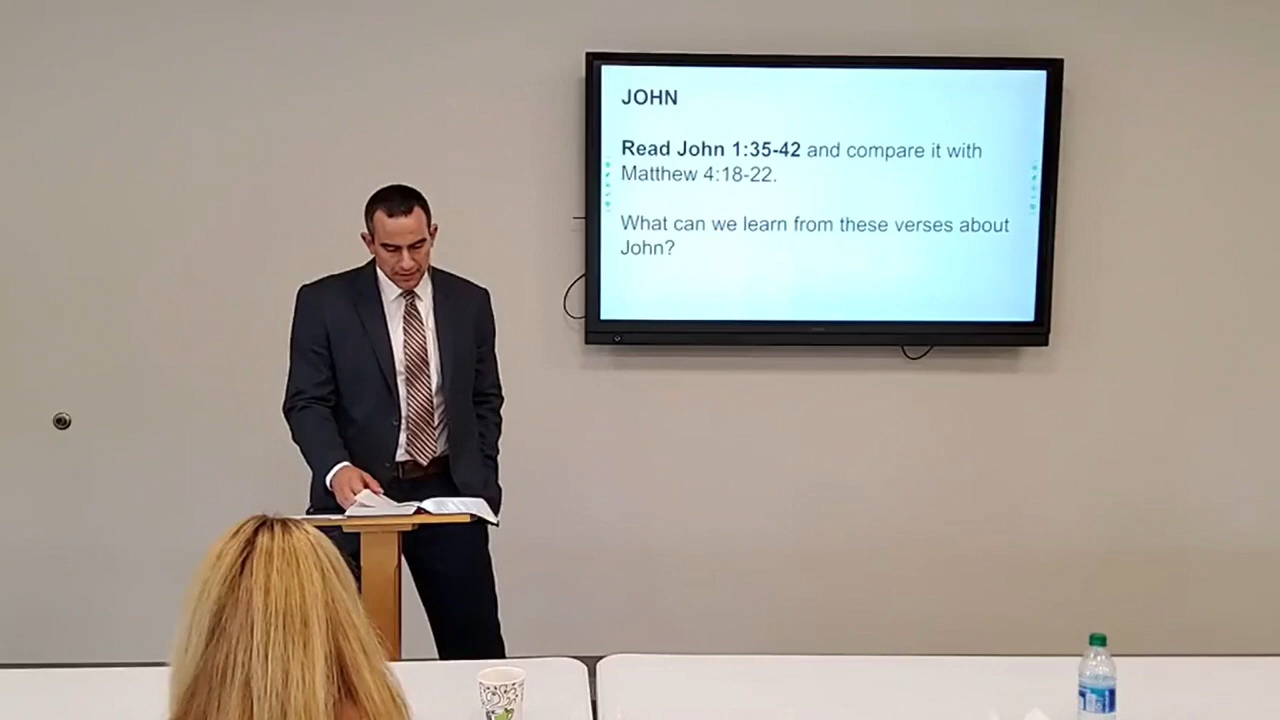 JOHN
Read John 1:35-42 and compare it with
Matthew 4:18-22.
What can we learn from these verses about
John?